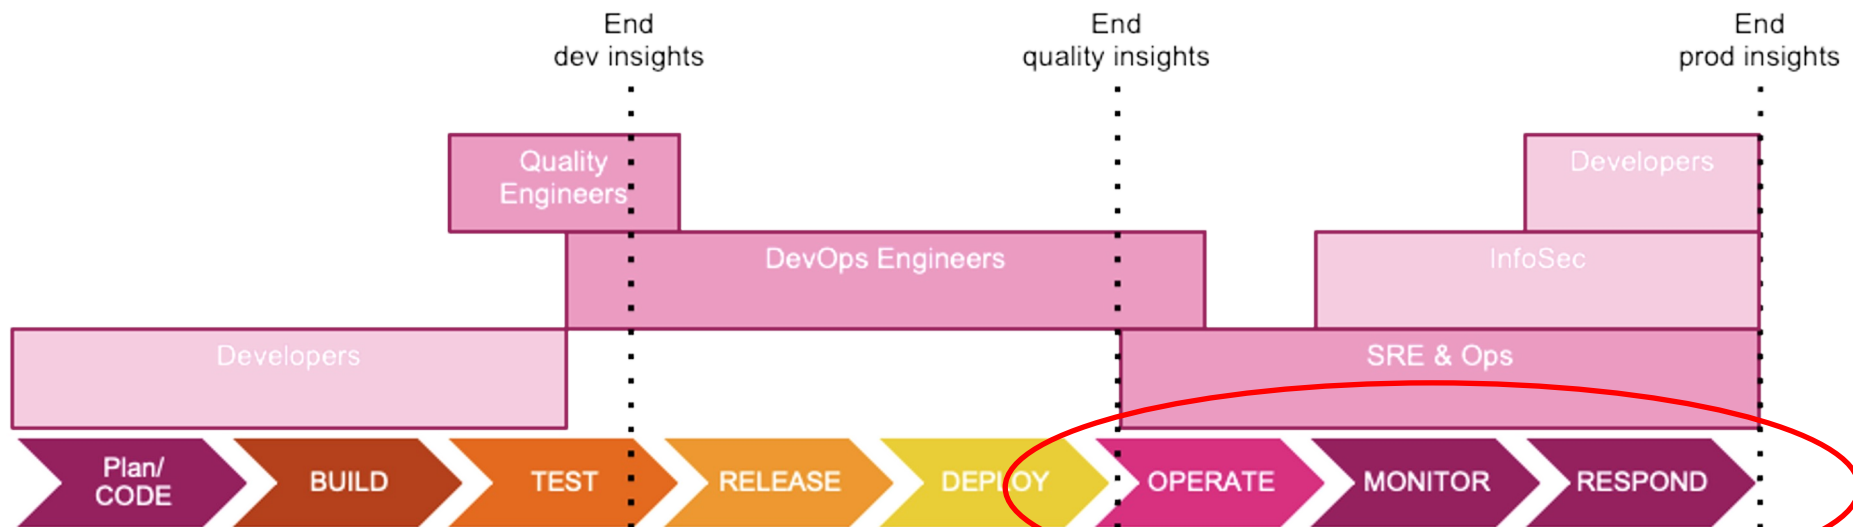 End
dev insights
End
quality insights
End
prod insights
Quality
Engineers
Developers
DevOps Engineers
InfoSec
Developers
SRE & Ops
Plan/
CODE
BUILD
TEST
RELEASE
DEPLOY
OPERATE
MONITOR
RESPOND